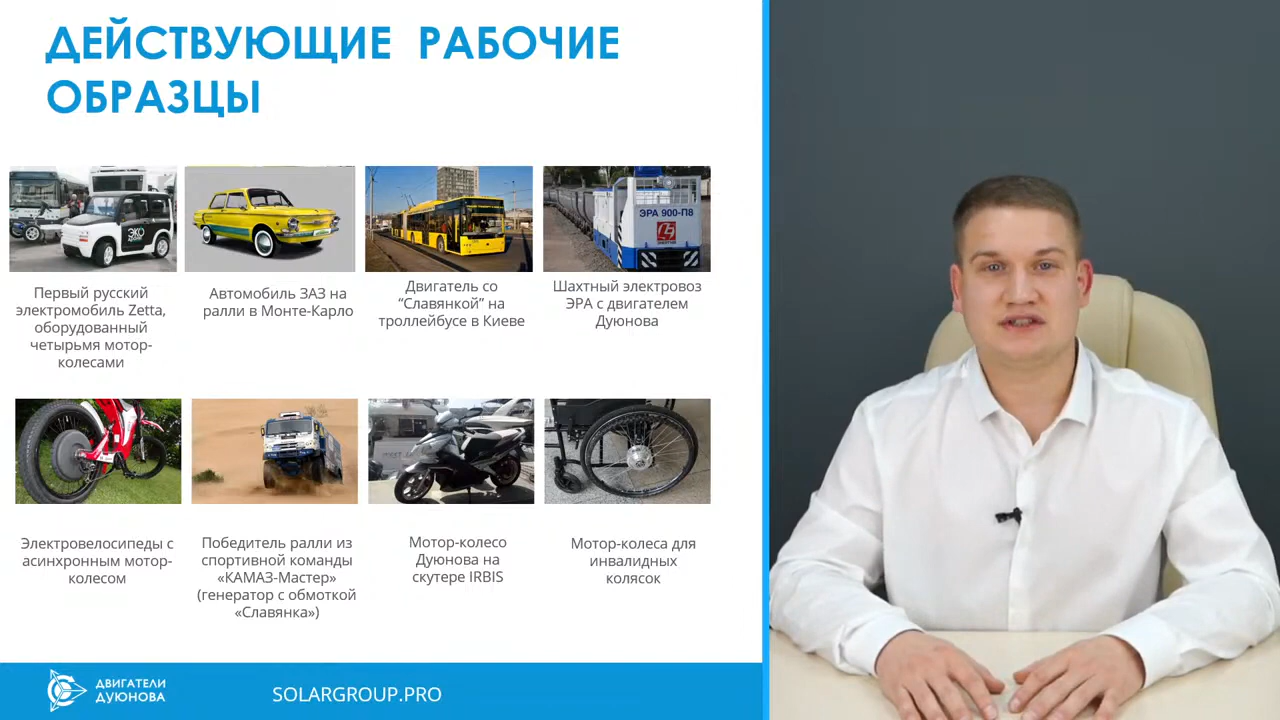 ДЕЙСТВУЮЩИЕ РАБОЧИЕ
ОБРАЗЦЫ
ЭКО
ЭРА 900-П8
Первый русский
электромобиль Zetta,
оборудованный
четырьмя мотор-
колесами
Автомобиль ЗАЗ на
ралли в Монте-Карло
Двигатель со
“Славянкой” на
троллейбусе в Киеве
Шахтный электровоз
ЭРА с двигателем
Дуюнова
Электровелосипеды с
асинхронным мотор-
колесом
Победитель ралли из
спортивной команды
«КАМАЗ-Мастер»
(генератор с обмоткой
«Славянка»)
Мотор-колесо
Дуюнова на
скутере IRBIS
Мотор-колеса для
инвалидных
колясок
ДВИГАТЕЛИ
ДУЮНОВА
SOLARGROUP.PRO